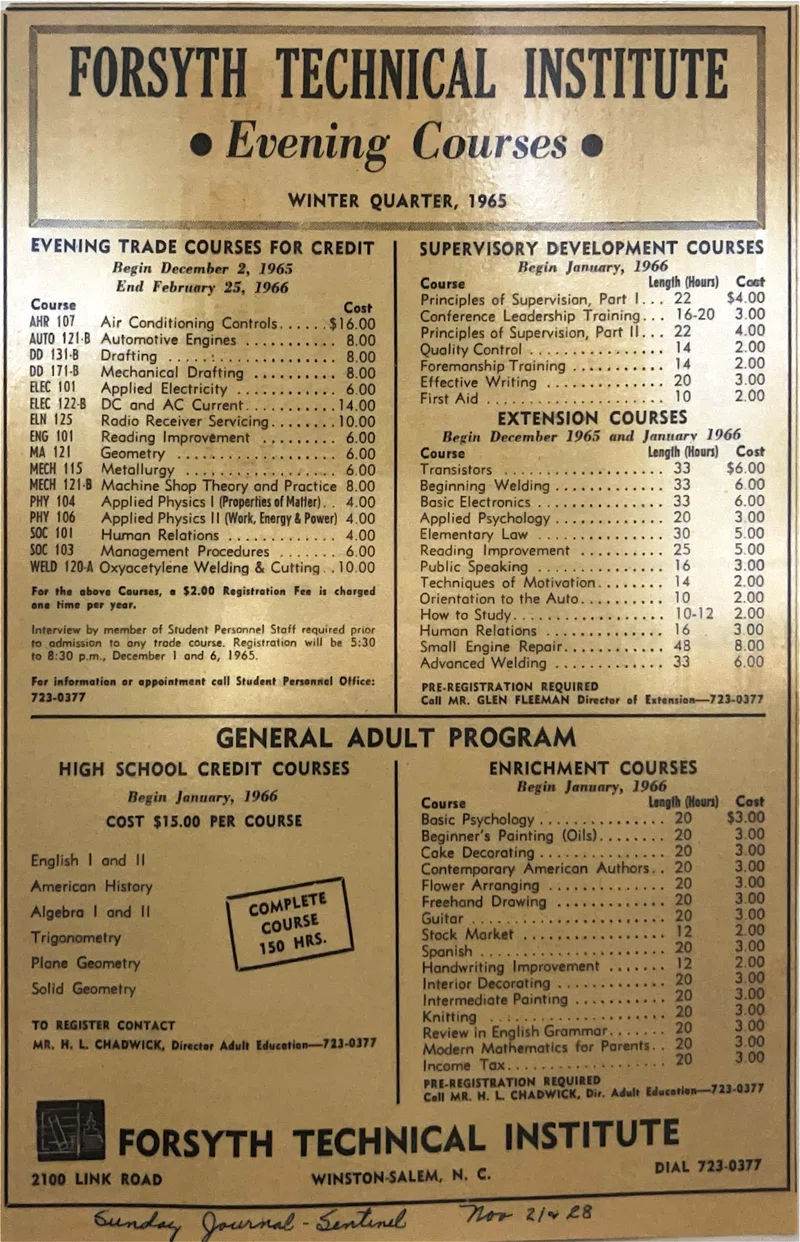 FORSYTH TECHNICAL INSTITUTE
● Evening Courses ●
WINTER QUARTER, 1965
EVENING TRADE COURSES FOR CREDIT
Begin December 2, 1965
End February 25, 1966
Course Cost
AHR 107 Air Conditioning Controls......$16.00
AUTO 121-B Automotive Engines ........... 8.00
DD 131-B Drafting ..................... 8.00
DD 171-B Mechanical Drafting .......... 8.00
ELEC 101 Applied Electricity ............ 6.00
ELEC 122-B DC and AC Current...........14.00
ELN 125 Radio Receiver Servicing........10.00
ENG 101 Reading Improvement ......... 6.00
MA 121 Geometry ................... 6.00
MECH 115 Metallurgy .................. 6.00
MECH 121-B Machine Shop Theory and Practice 8.00
PHY 104 Applied Physics I (Properties of Matter).. 4.00
PHY 106 Applied Physics II (Work, Energy & Power) 4.00
SOC 101 Human Relations ............. 4.00
SOC 103 Management Procedures ....... 6.00
WELD 120-A Oxyacetylene Welding & Cutting..10.00
For the above Courses, a $2.00 Registration Fee is charged
one time per year.
Interview by member of Student Personnel Staff required prior
to admission to any trade course. Registration will be 5:30
to 8:30 p.m., December 1 and 6, 1965.
For information or appointment call Student Personnel Office:
723-0377
SUPERVISORY DEVELOPMENT COURSES
Begin January, 1966
Course Length (Hours) Cost
Principles of Supervision, Part I... 22 $4.00
Conference Leadership Training... 16-20 3.00
Principles of Supervision, Part II... 22 4.00
Quality Control ............... 14 2.00
Foremanship Training .......... 14 2.00
Effective Writing ............. 20 3.00
First Aid .................... 10 2.00
EXTENSION COURSES
Begin December 1965 and January 1966
Course Length (Hours) Cost
Transistors .................. 33 $6.00
Beginning Welding............. 33 6.00
Basic Electronics ............. 33 6.00
Applied Psychology ............ 20 3.00
Elementary Law .............. 30 5.00
Reading Improvement .......... 25 5.00
Public Speaking .............. 16 3.00
Techniques of Motivation........ 14 2.00
Orientation to the Auto.......... 10 2.00
How to Study................. 10-12 2.00
Human Relations ............. 16 3.00
Small Engine Repair............ 48 8.00
Advanced Welding ............ 33 6.00
PRE-REGISTRATION REQUIRED
Call MR. GLEN FLEEMAN Director of Extension—723-0377
GENERAL ADULT PROGRAM
HIGH SCHOOL CREDIT COURSES
Begin January, 1966
COST $15.00 PER COURSE
English I and II
American History
Algebra I and II
Trigonometry
Plane Geometry
Solid Geometry
COMPLETE
COURSE
150 HRS.
TO REGISTER CONTACT
MR. H. L. CHADWICK, Director Adult Education—723-0377
ENRICHMENT COURSES
Begin January, 1966
Course Length (Hours) Cost
Basic Psychology .............. 20 $3.00
Beginner's Painting (Oils)........ 20 3.00
Cake Decorating .............. 20 3.00
Contemporary American Authors.. 20 3.00
Flower Arranging ............. 20 3.00
Freehand Drawing ............ 20 3.00
Guitar ...................... 20 3.00
Stock Market ................ 12 2.00
Spanish ..................... 20 3.00
Handwriting Improvement ....... 12 2.00
Interior Decorating ............ 20 3.00
Intermediate Painting .......... 20 3.00
Knitting .................... 20 3.00
Review in English Grammar....... 20 3.00
Modern Mathematics for Parents.. 20 3.00
Income Tax.................. 20 3.00
PRE-REGISTRATION REQUIRED
Call MR. H. L. CHADWICK, Dir. Adult Education—723-0377
FORSYTH TECHNICAL INSTITUTE
2100 LINK ROAD WINSTON-SALEM, N. C. DIAL 723-0377
Sunday Journal-Sentinel Nov 21 & 28